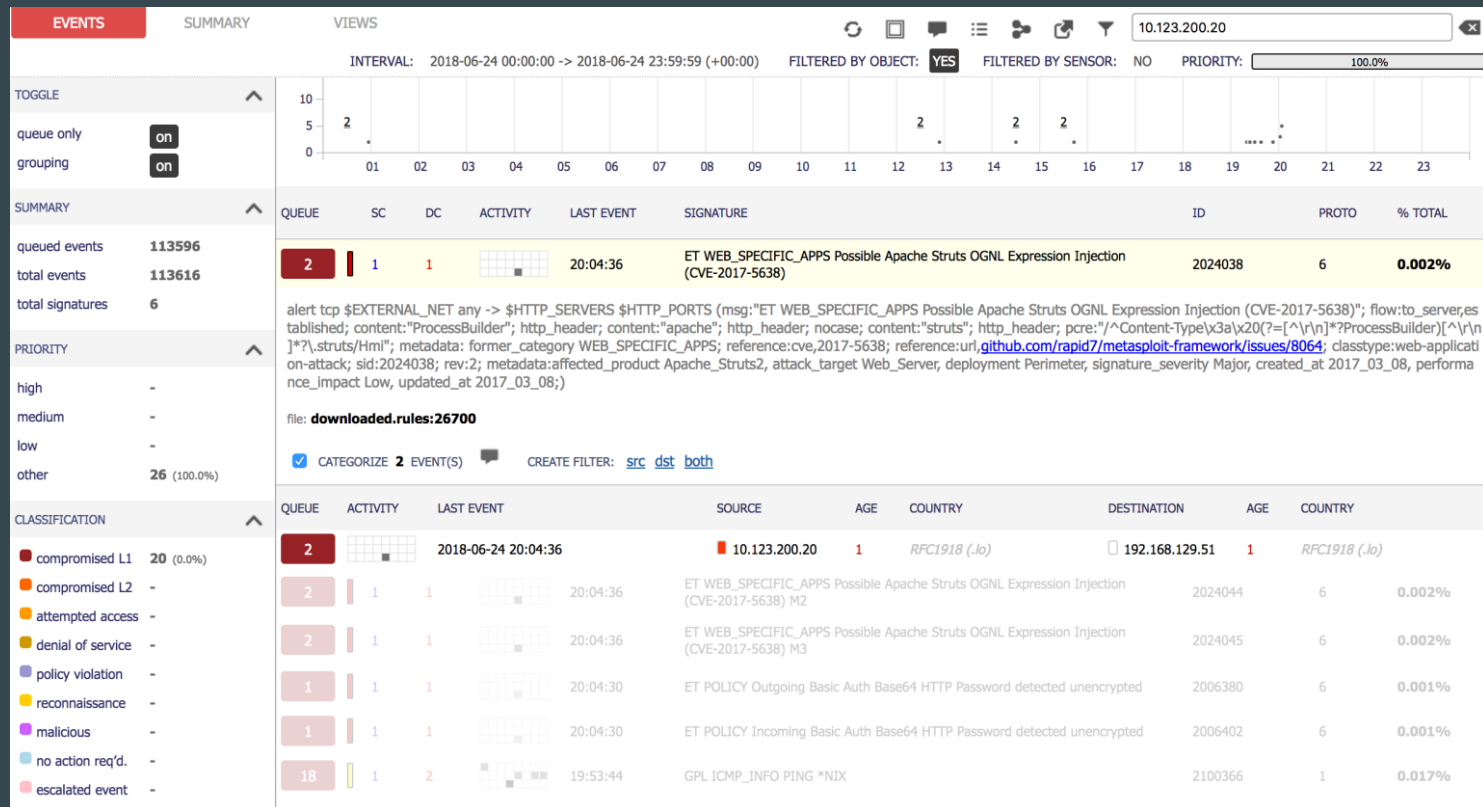 EVENTS SUMMARY VIEWS
10.123.200.20
INTERVAL: 2018-06-24 00:00:00 -> 2018-06-24 23:59:59 (+00:00) FILTERED BY OBJECT: YES FILTERED BY SENSOR: NO PRIORITY: 100.0%
TOGGLE
queue only on
grouping on
SUMMARY
queued events 113596
total events 113616
total signatures 6
PRIORITY
high -
medium -
low -
other 26 (100.0%)
CLASSIFICATION
compromised L1 20 (0.0%)
compromised L2 -
attempted access -
denial of service -
policy violation -
reconnaissance -
malicious -
no action req'd. -
escalated event -
10
5
0
2 2 2 2
01 02 03 04 05 06 07 08 09 10 11 12 13 14 15 16 17 18 19 20 21 22 23
QUEUE SC DC ACTIVITY LAST EVENT SIGNATURE ID PROTO % TOTAL
2 1 1 20:04:36 ET WEB_SPECIFIC_APPS Possible Apache Struts OGNL Expression Injection
(CVE-2017-5638) 2024038 6 0.002%
alert tcp $EXTERNAL_NET any -> $HTTP_SERVERS $HTTP_PORTS (msg:"ET WEB_SPECIFIC_APPS Possible Apache Struts OGNL Expression Injection (CVE-2017-5638)"; flow:to_server,es
tablished; content:"ProcessBuilder"; http_header; content:"apache"; http_header; nocase; content:"struts"; http_header; pcre:"/^Content-Type\x3a\x20(?=[^\r\n]*?ProcessBuilder)[^\r\n
]*?\.struts/Hmi"; metadata: former_category WEB_SPECIFIC_APPS; reference:cve,2017-5638; reference:url,github.com/rapid7/metasploit-framework/issues/8064; classtype:web-applicati
on-attack; sid:2024038; rev:2; metadata:affected_product Apache_Struts2, attack_target Web_Server, deployment Perimeter, signature_severity Major, created_at 2017_03_08, performa
nce_impact Low, updated_at 2017_03_08;)
file: downloaded.rules:26700
CATEGORIZE 2 EVENT(S) CREATE FILTER: src dst both
QUEUE ACTIVITY LAST EVENT SOURCE AGE COUNTRY DESTINATION AGE COUNTRY
2 2018-06-24 20:04:36 10.123.200.20 1 RFC1918 (.lo) 192.168.129.51 1 RFC1918 (.lo)
2 1 1 20:04:36 ET WEB_SPECIFIC_APPS Possible Apache Struts OGNL Expression Injection
(CVE-2017-5638) M2 2024044 6 0.002%
2 1 1 20:04:36 ET WEB_SPECIFIC_APPS Possible Apache Struts OGNL Expression Injection
(CVE-2017-5638) M3 2024045 6 0.002%
1 1 1 20:04:30 ET POLICY Outgoing Basic Auth Base64 HTTP Password detected unencrypted 2006380 6 0.001%
1 1 1 20:04:30 ET POLICY Incoming Basic Auth Base64 HTTP Password detected unencrypted 2006402 6 0.001%
18 1 2 19:53:44 GPL ICMP_INFO PING *NIX 2100366 1 0.017%